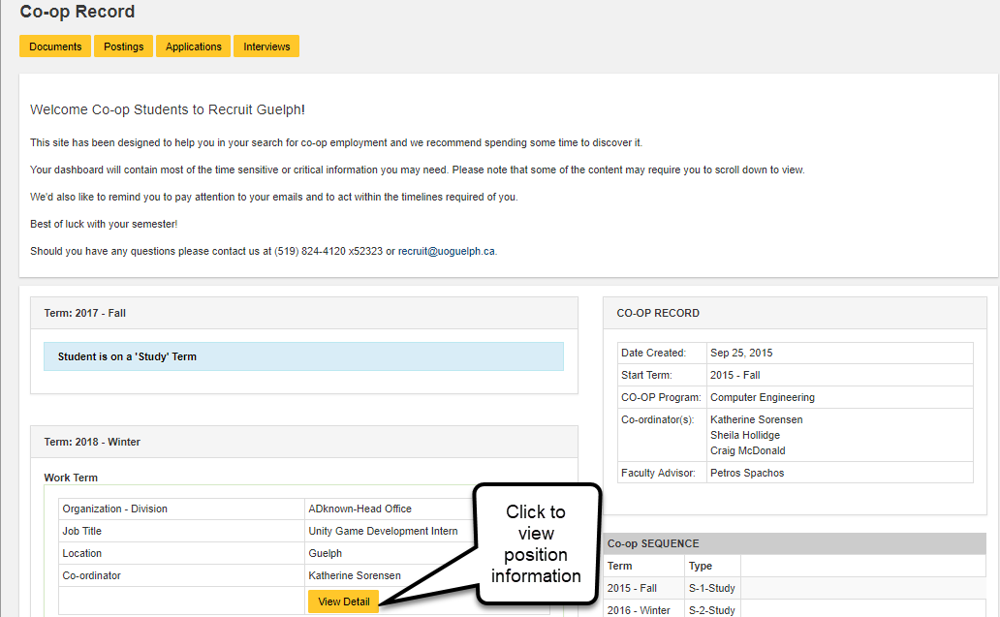 Co-op Record
Documents Postings Applications Interviews
Welcome Co-op Students to Recruit Guelph!
This site has been designed to help you in your search for co-op employment and we recommend spending some time to discover it.
Your dashboard will contain most of the time sensitive or critical information you may need. Please note that some of the content may require you to scroll down to view.
We'd also like to remind you to pay attention to your emails and to act within the timelines required of you.
Best of luck with your semester!
Should you have any questions please contact us at (519) 824-4120 x52323 or recruit@uoguelph.ca.
Term: 2017 - Fall
Student is on a 'Study' Term
Term: 2018 - Winter
Work Term
Organization - Division ADknown-Head Office
Job Title Unity Game Development Intern
Location Guelph
Co-ordinator Katherine Sorensen
View Detail
Click to
view
position
information
CO-OP RECORD
Date Created: Sep 25, 2015
Start Term: 2015 - Fall
CO-OP Program: Computer Engineering
Co-ordinator(s): Katherine Sorensen
Sheila Hollidge
Craig McDonald
Faculty Advisor: Petros Spachos
Co-op SEQUENCE
Term Type
2015 - Fall S-1-Study
2016 - Winter S-2-Study